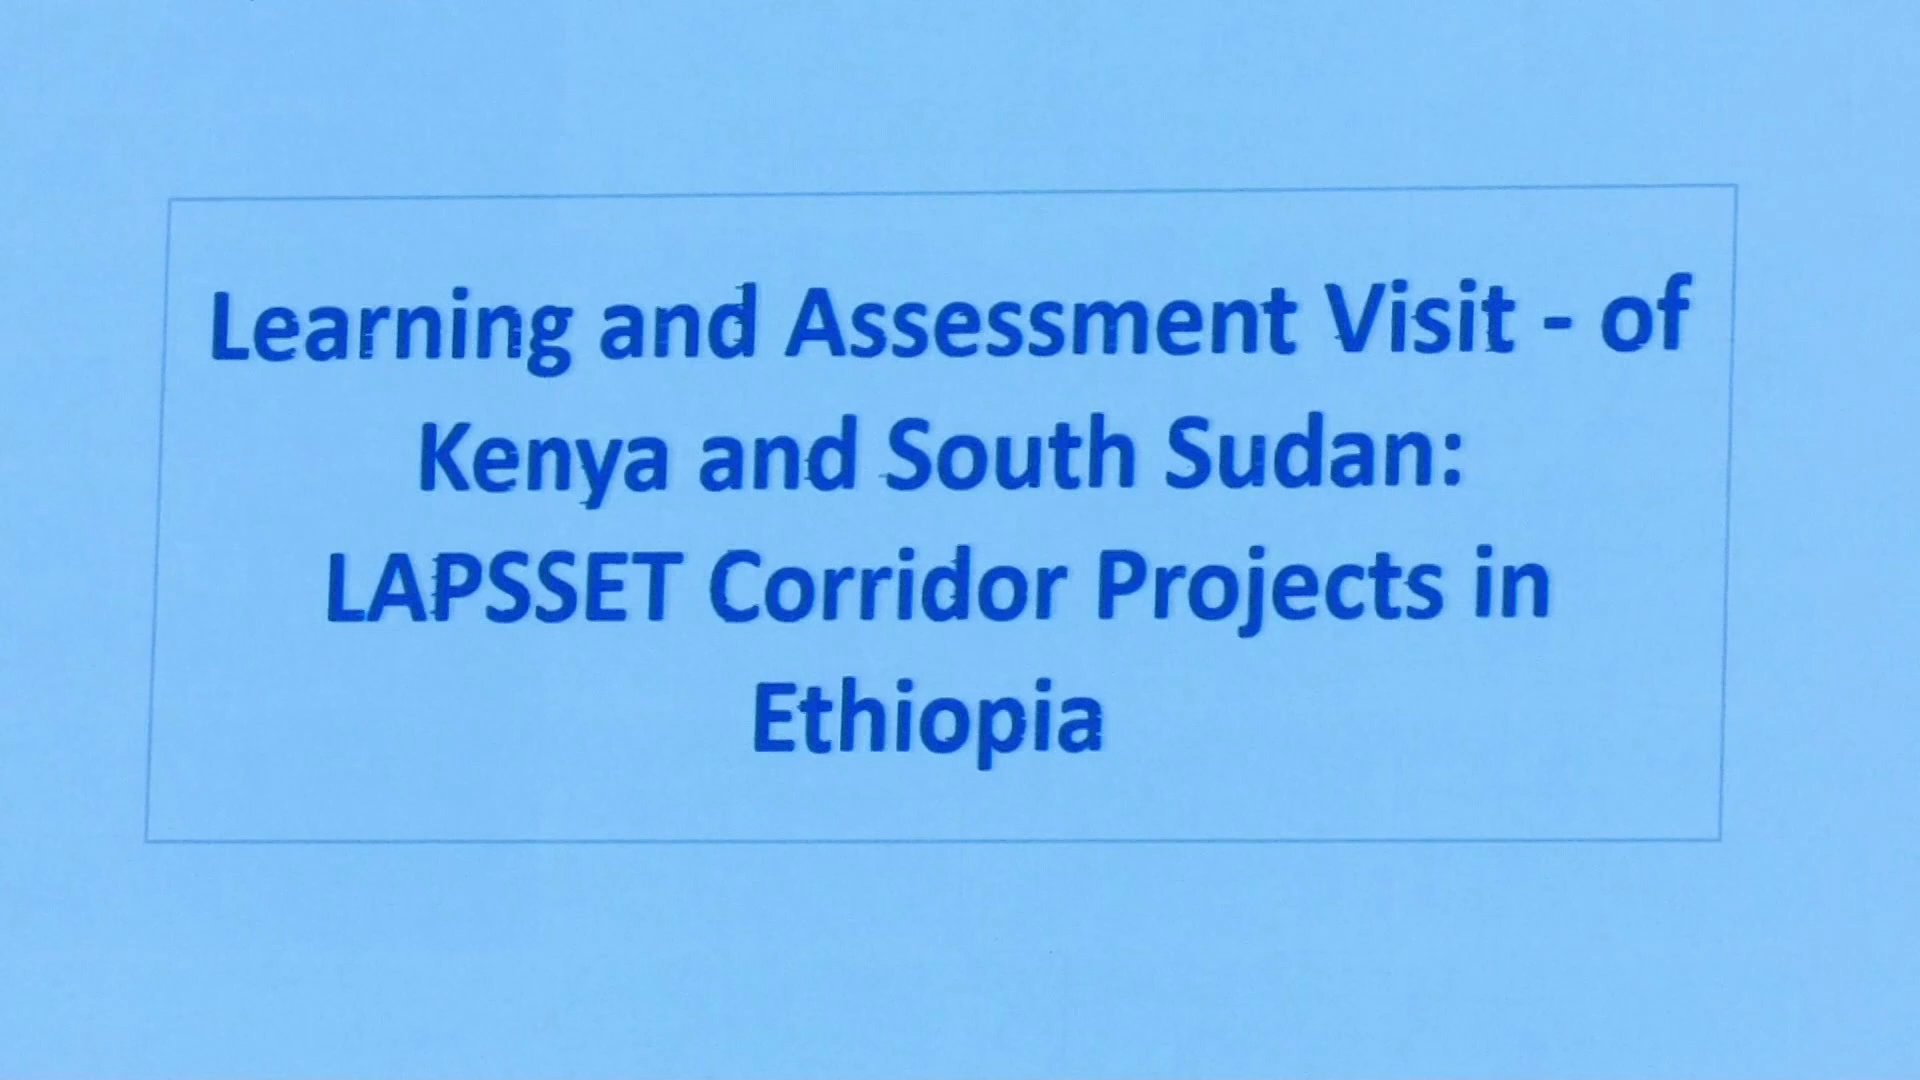 Learning and Assessment Visit - of
Kenya and South Sudan:
LAPSSET Corridor Projects in
Ethiopia